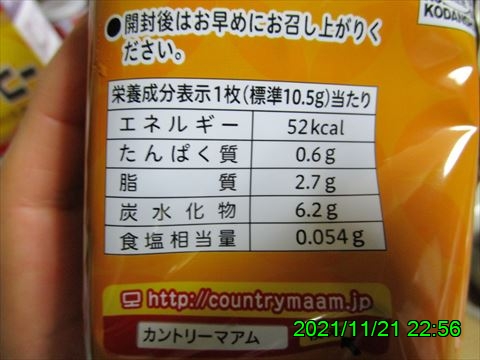 KODANSHA
●開封後はお早めにお召し上がりく
ださい。
栄養成分表示1枚(標準10.5g)当たり
エネルギー 52kcal
たんぱく質 0.6g
脂質 2.7g
炭水化物 6.2g
食塩相当量 0.054g
http://countrymaam.jp
カントリーマアム
2021/11/21 22:56